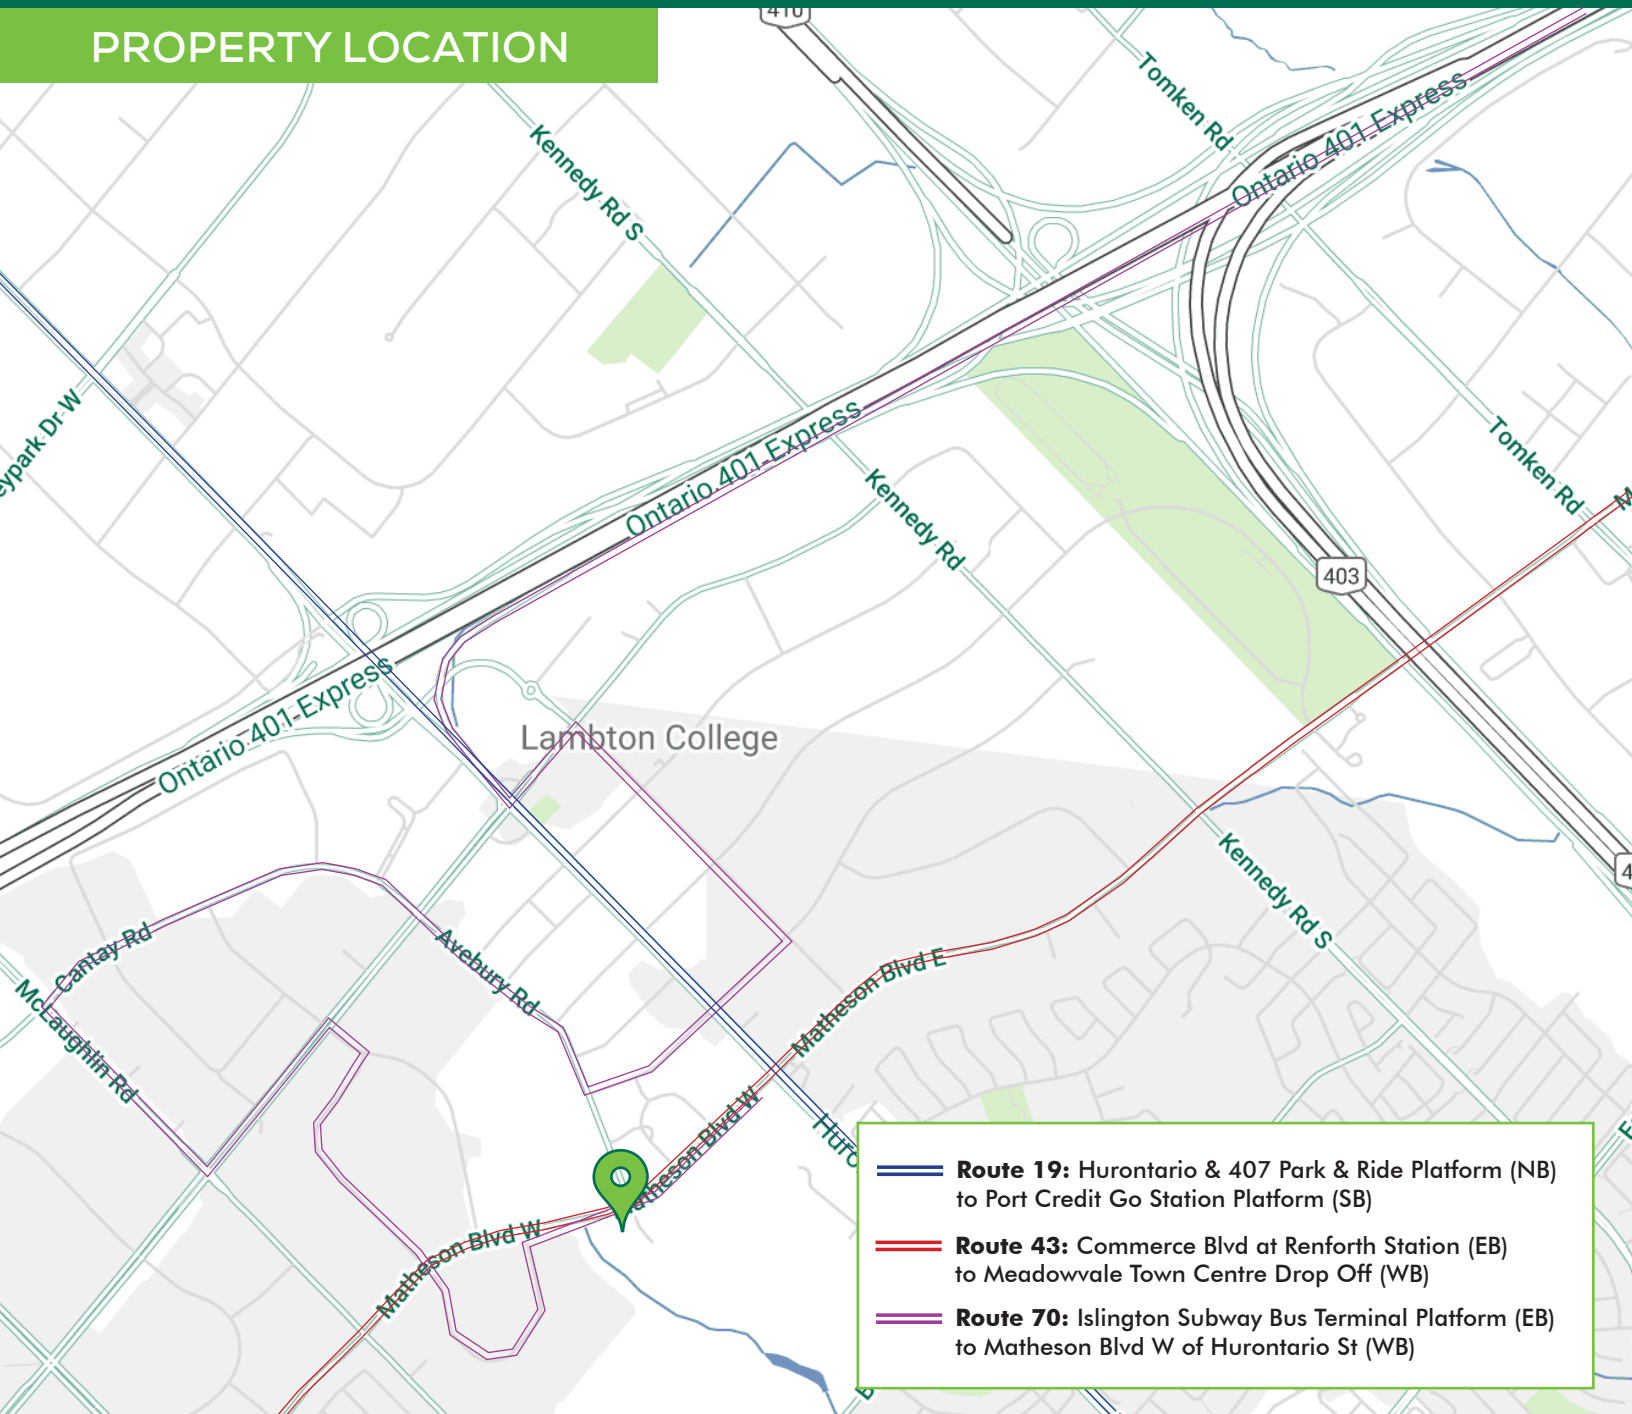 PROPERTY LOCATION
410
Tomken Rd
Ontario 401 Express
Kennedy Rd S
eypark Dr W
Ontario 401 Express
Kennedy Rd
Tomken Rd
M
403
Ontario 401 Express
Lambton College
Kennedy Rd S
4
Cantay Rd
Avebury Rd
McLaughlin Rd
Matheson Blvd E
Matheson Blvd W
Huro
Matheson Blvd W
Route 19: Hurontario & 407 Park & Ride Platform (NB)
to Port Credit Go Station Platform (SB)
Route 43: Commerce Blvd at Renforth Station (EB)
to Meadowvale Town Centre Drop Off (WB)
Route 70: Islington Subway Bus Terminal Platform (EB)
to Matheson Blvd W of Hurontario St (WB)